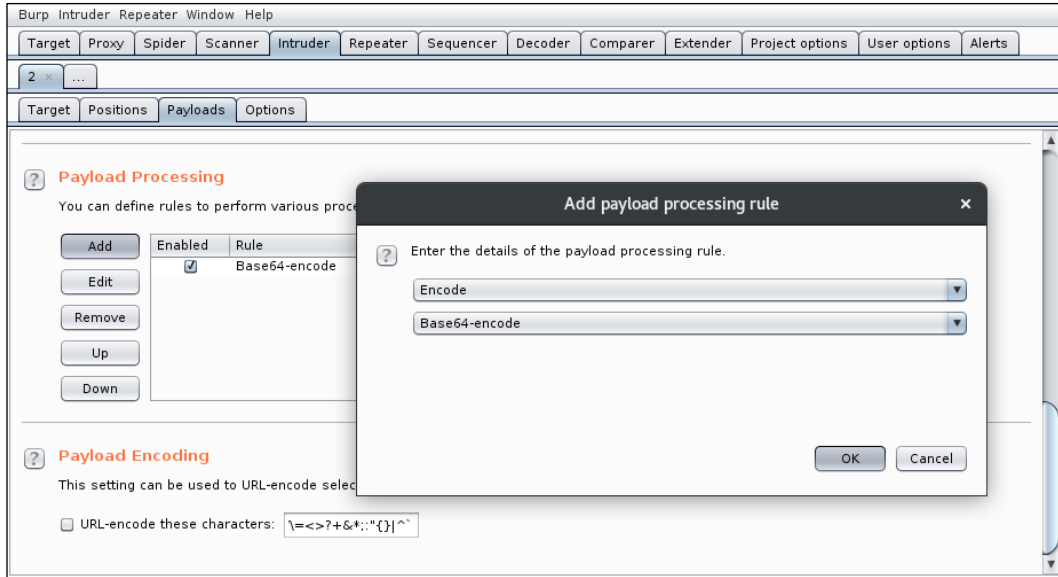 Burp Intruder Repeater Window Help
Target Proxy Spider Scanner Intruder Repeater Sequencer Decoder Comparer Extender Project options User options Alerts
2 × ...
Target Positions Payloads Options
? Payload Processing
You can define rules to perform various proce
Add
Edit
Remove
Up
Down
Enabled Rule
Base64-encode
Add payload processing rule ×
? Enter the details of the payload processing rule.
Encode
Base64-encode
OK Cancel
? Payload Encoding
This setting can be used to URL-encode selec
URL-encode these characters: \=<>?+&*;:"{}|^`